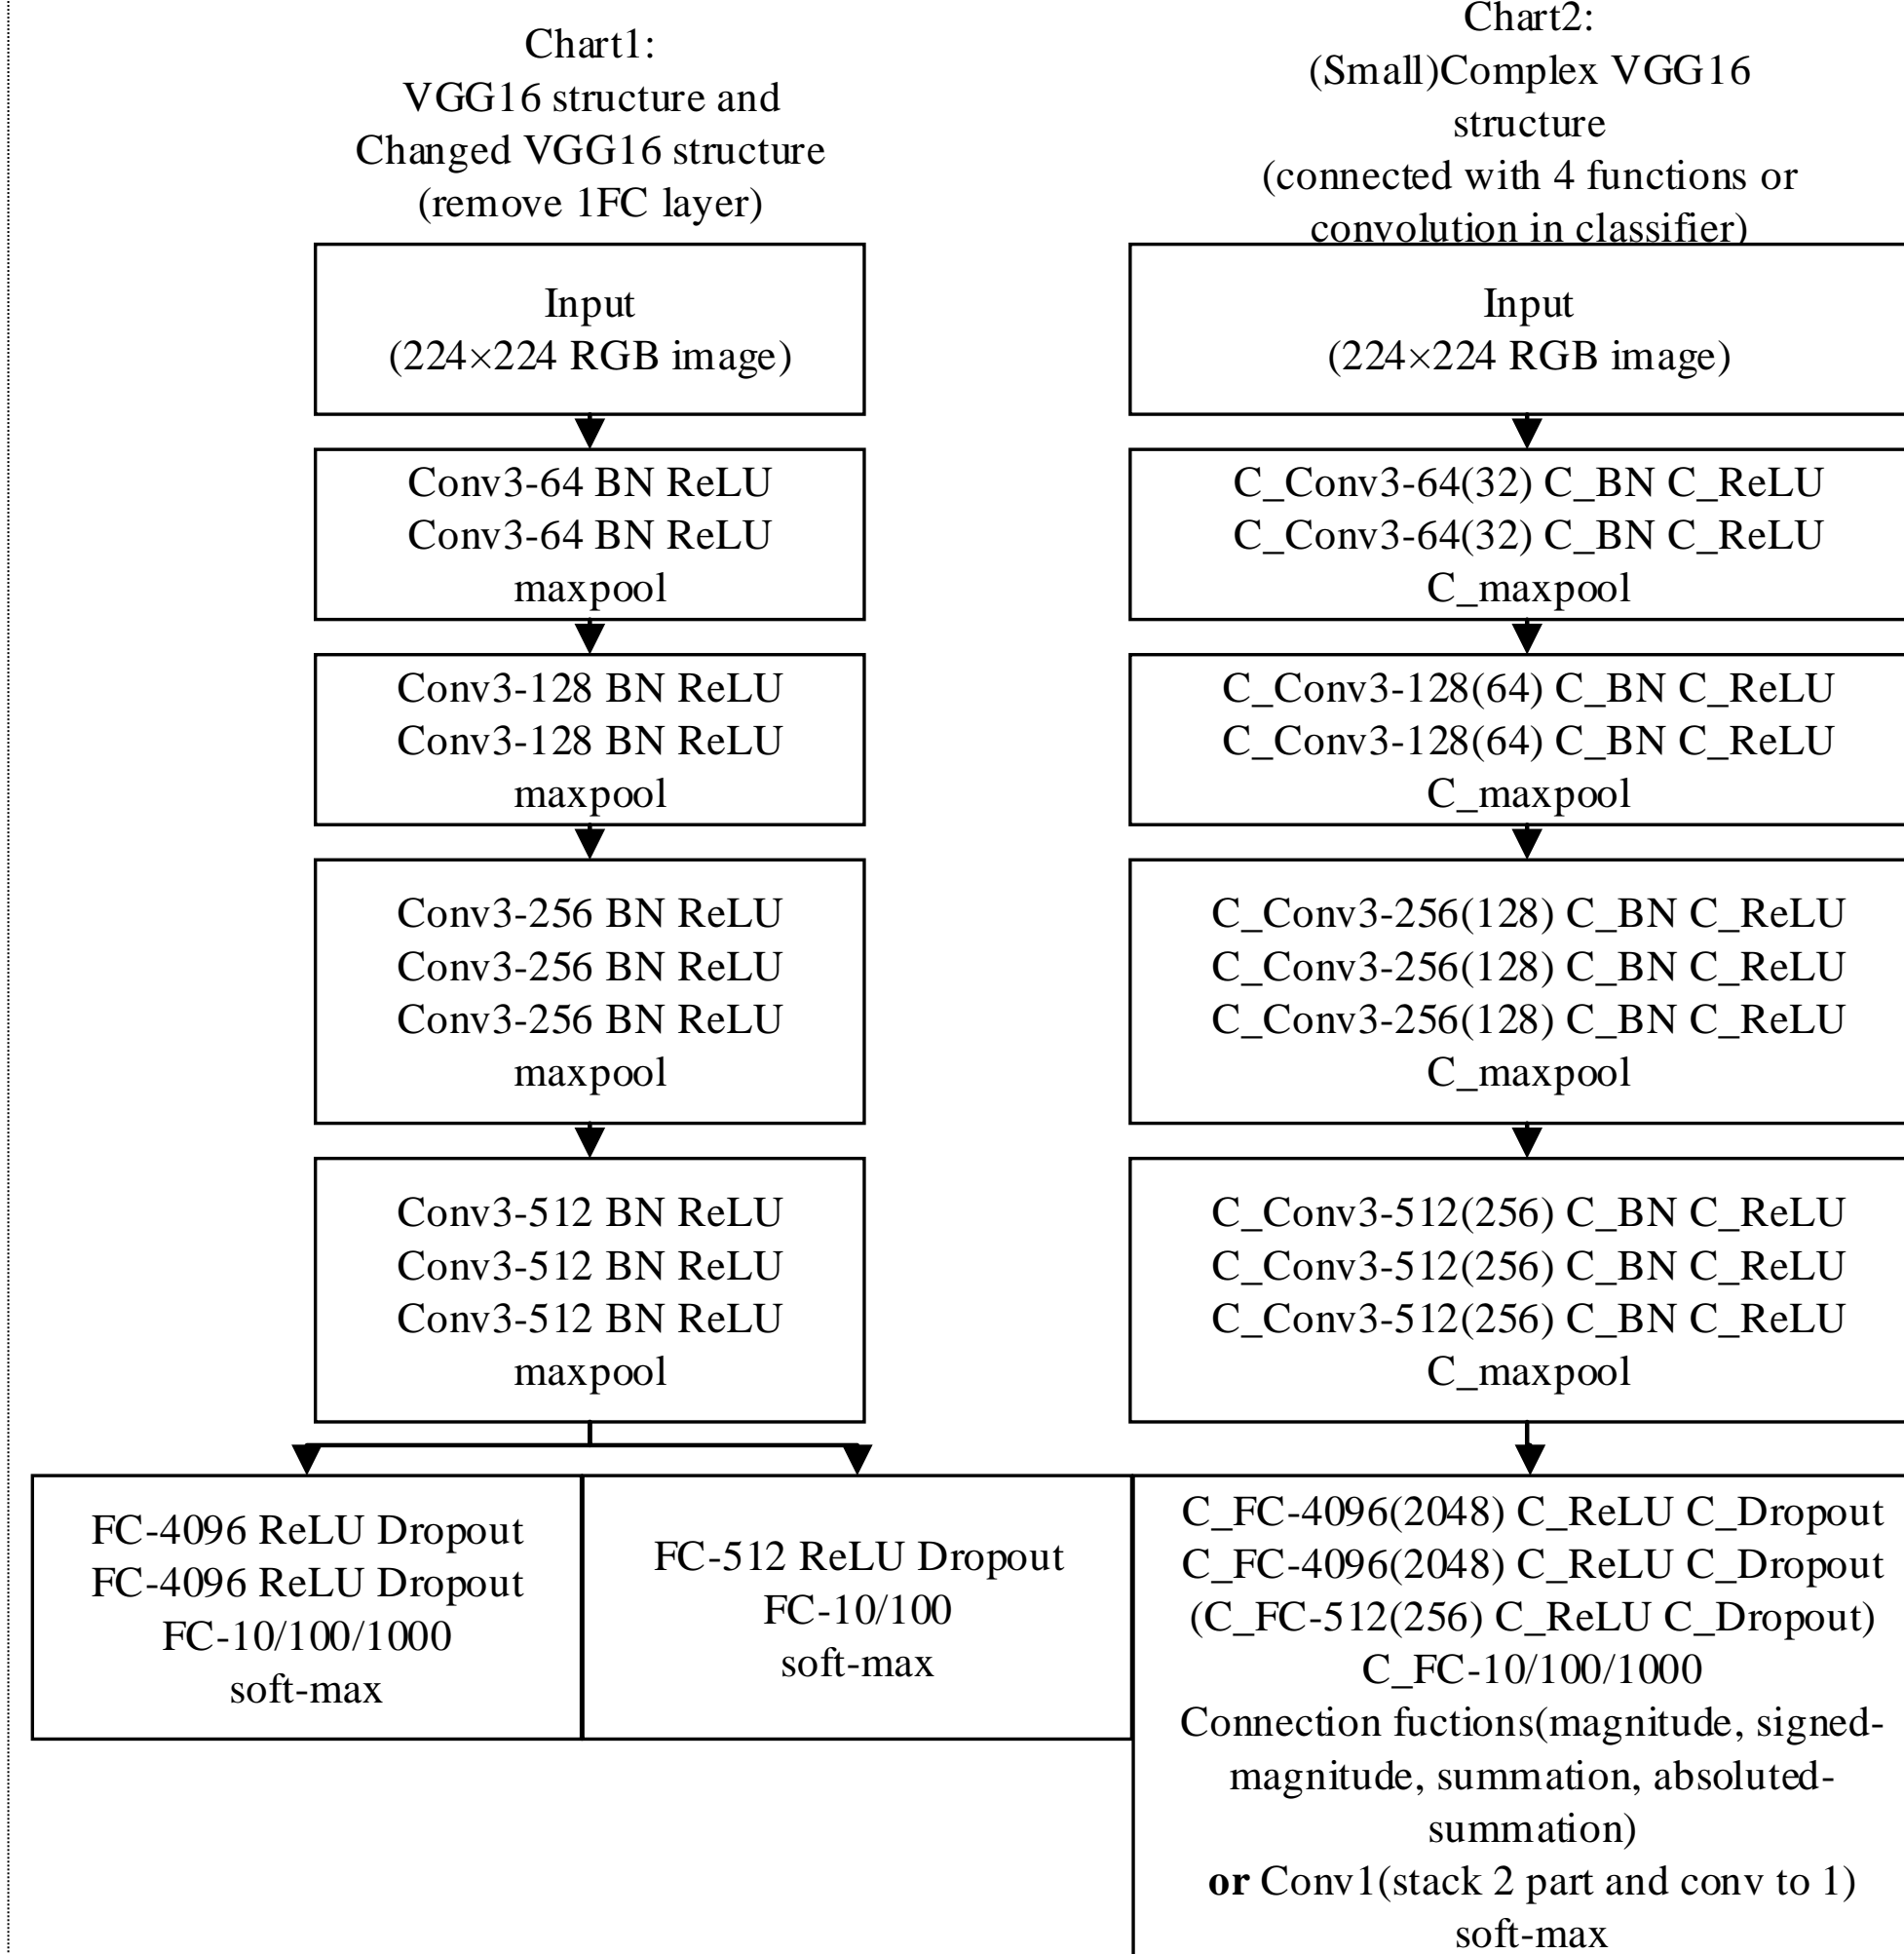 Chart1:
VGG16 structure and
Changed VGG16 structure
(remove 1FC layer)
Input
(224×224 RGB image)
Conv3-64 BN ReLU
Conv3-64 BN ReLU
maxpool
Conv3-128 BN ReLU
Conv3-128 BN ReLU
maxpool
Conv3-256 BN ReLU
Conv3-256 BN ReLU
Conv3-256 BN ReLU
maxpool
Conv3-512 BN ReLU
Conv3-512 BN ReLU
Conv3-512 BN ReLU
maxpool
FC-4096 ReLU Dropout
FC-4096 ReLU Dropout
FC-10/100/1000
soft-max
FC-512 ReLU Dropout
FC-10/100
soft-max
Chart2:
(Small)Complex VGG16
structure
(connected with 4 functions or
convolution in classifier)
Input
(224×224 RGB image)
C_Conv3-64(32) C_BN C_ReLU
C_Conv3-64(32) C_BN C_ReLU
C_maxpool
C_Conv3-128(64) C_BN C_ReLU
C_Conv3-128(64) C_BN C_ReLU
C_maxpool
C_Conv3-256(128) C_BN C_ReLU
C_Conv3-256(128) C_BN C_ReLU
C_Conv3-256(128) C_BN C_ReLU
C_maxpool
C_Conv3-512(256) C_BN C_ReLU
C_Conv3-512(256) C_BN C_ReLU
C_Conv3-512(256) C_BN C_ReLU
C_maxpool
C_FC-4096(2048) C_ReLU C_Dropout
C_FC-4096(2048) C_ReLU C_Dropout
(C_FC-512(256) C_ReLU C_Dropout)
C_FC-10/100/1000
Connection fuctions(magnitude, signed-
magnitude, summation, absoluted-
summation)
or Conv1(stack 2 part and conv to 1)
soft-max